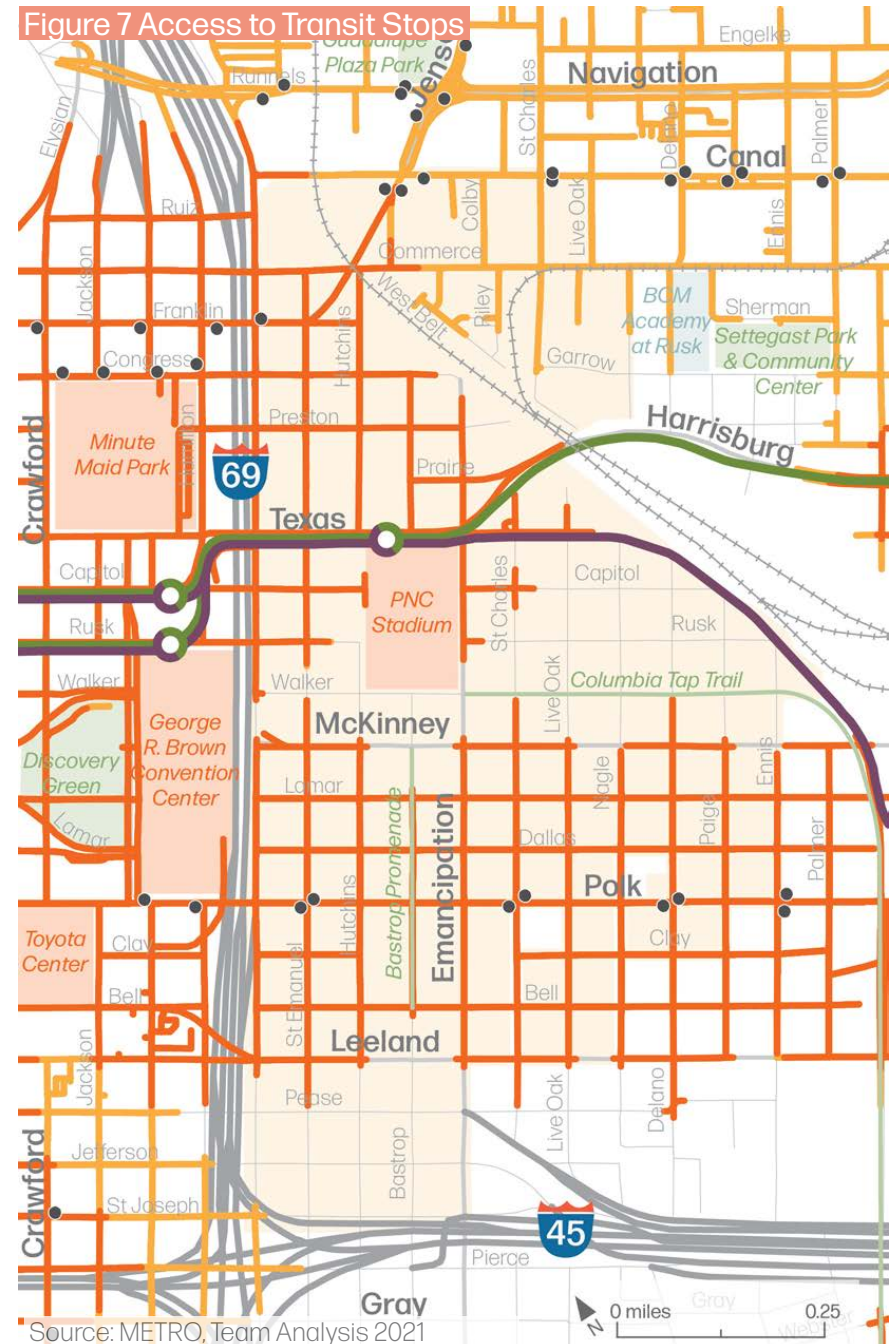 Figure 7 Access to Transit Stops
Engelke
Guadalupe
Plaza Park
Runnels
Navigation
St Charles
Elysian
Delano
Palmer
Canal
Ruiz
Colby
Live Oak
Ennis
Commerce
Jackson
Franklin
West Belt
Riley
BCM
Academy
at Rusk
Sherman
Settegast Park
& Community
Center
Congress
Hutchins
Garrow
Preston
Harrisburg
Minute
Maid Park
Hamilton
Crawford
69
Prairie
Texas
Capitol
PNC
Stadium
St Charles
Capitol
Rusk
Rusk
Walker
Walker
Live Oak
Columbia Tap Trail
McKinney
George
R. Brown
Convention
Center
Discovery
Green
Lamar
Lamar
Bastrop Promenade
Emancipation
Nagle
Ennis
Paige
Dallas
Palmer
Polk
Hutchins
Toyota
Center
Clay
Clay
St Emanuel
Bell
Bell
Leeland
Jackson
Pease
Live Oak
Delano
Crawford
Jefferson
Bastrop
St Joseph
45
Pierce
Gray
Gray
Webster
N
0 miles
0.25
Source: METRO, Team Analysis 2021